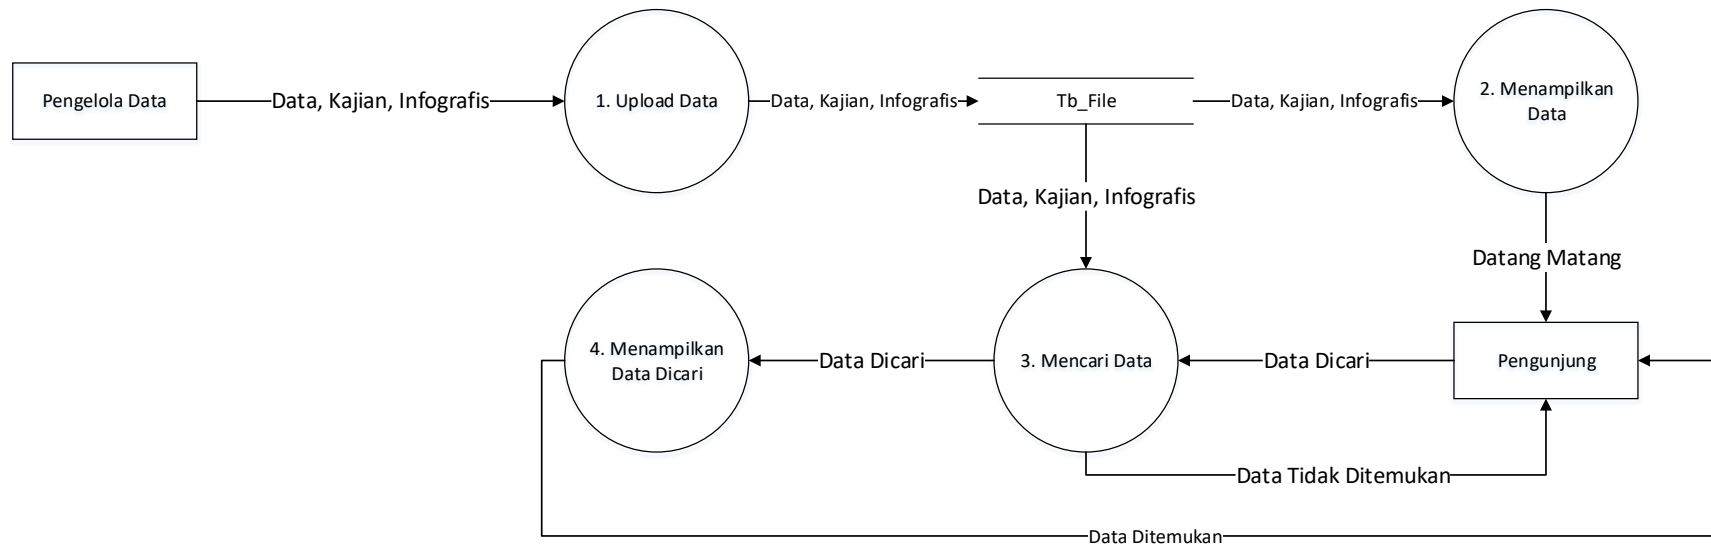 Pengelola Data
Data, Kajian, Infografis
1. Upload Data
Data, Kajian, Infografis
Tb_File
Data, Kajian, Infografis
2. Menampilkan
Data
Data, Kajian, Infografis
Datang Matang
4. Menampilkan
Data Dicari
Data Dicari
3. Mencari Data
Data Dicari
Pengunjung
Data Tidak Ditemukan
Data Ditemukan